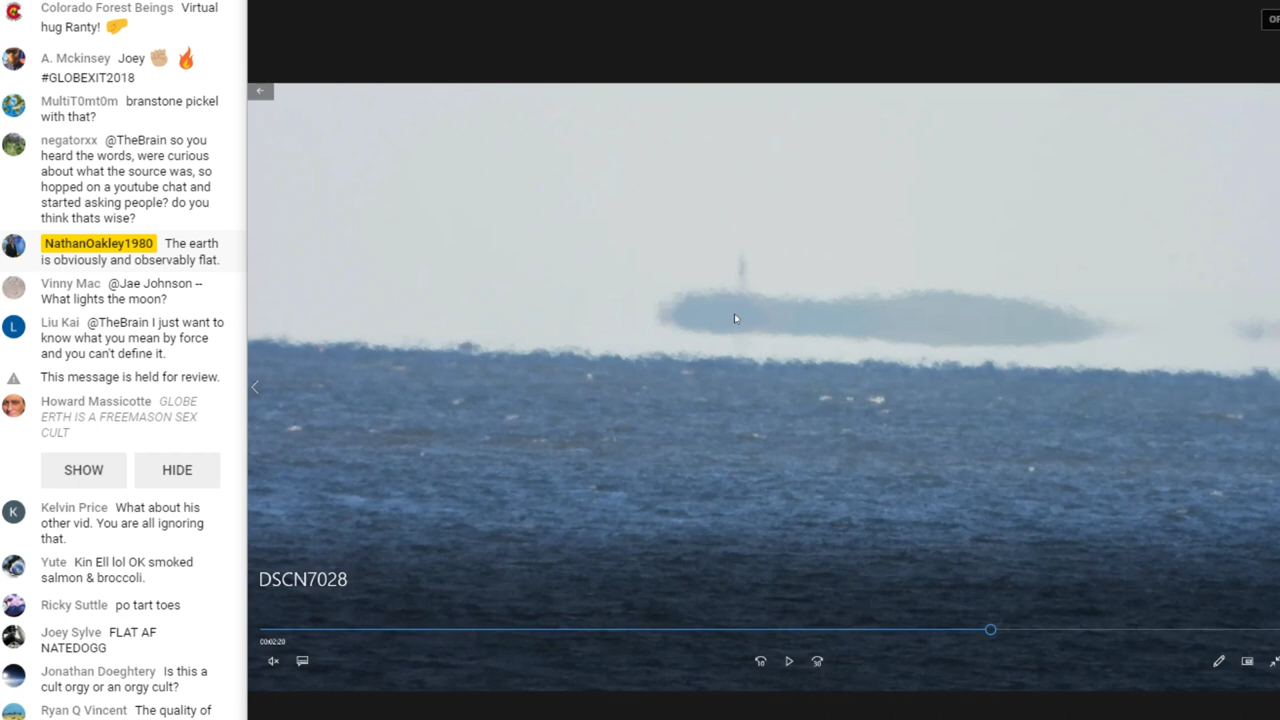 Colorado Forest Beings Virtual
hug Ranty!
A. Mckinsey Joey
#GLOBEXIT2018
MultiT0mt0m branstone pickel
with that?
negatorxx @TheBrain so you
heard the words, were curious
about what the source was, so
hopped on a youtube chat and
started asking people? do you
think thats wise?
NathanOakley1980 The earth
is obviously and observably flat.
Vinny Mac @Jae Johnson --
What lights the moon?
L
Liu Kai @TheBrain I just want to
know what you mean by force
and you can't define it.
This message is held for review.
Howard Massicotte GLOBE
ERTH IS A FREEMASON SEX
CULT
SHOW HIDE
K
Kelvin Price What about his
other vid. You are all ignoring
that.
Yute Kin Ell lol OK smoked
salmon & broccoli.
Ricky Suttle po tart toes
Joey Sylve FLAT AF
NATEDOGG
Jonathan Doeghtery Is this a
cult orgy or an orgy cult?
Ryan Q Vincent The quality of
DSCN7028
00:02:20
10
30